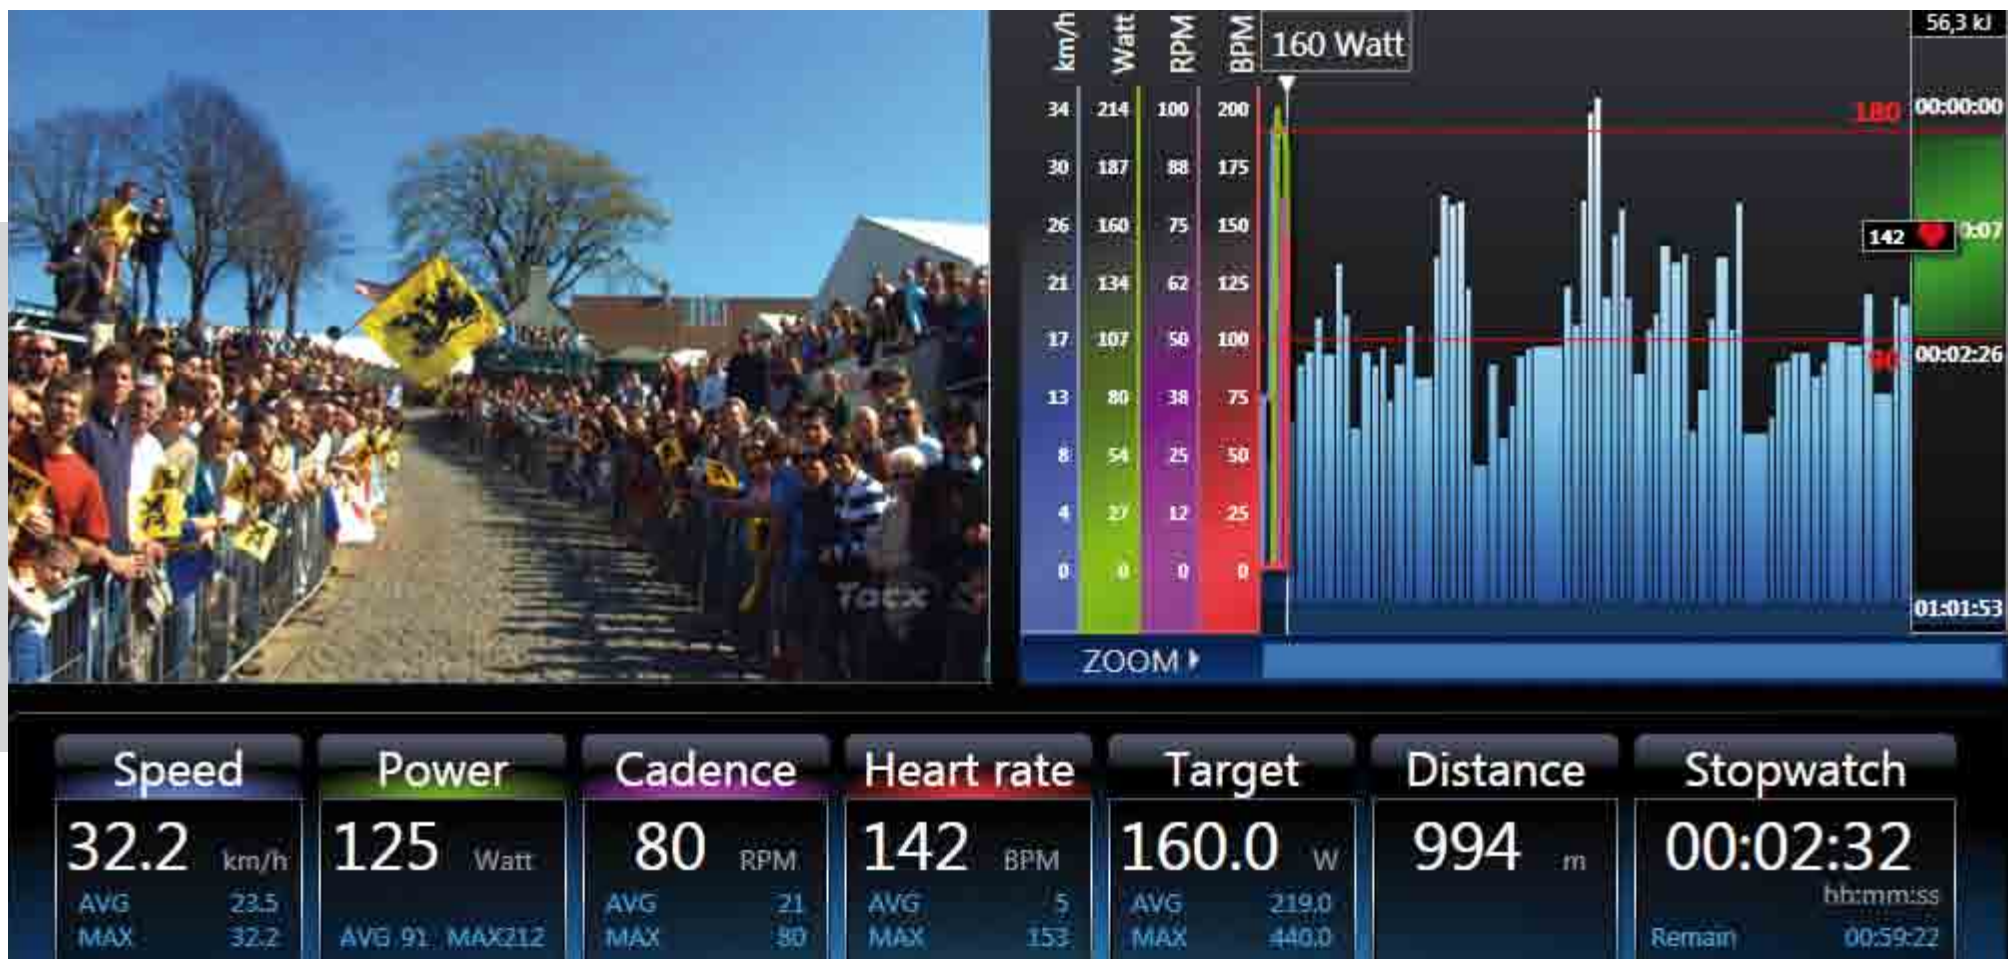 km/h Watt RPM BPM
160 Watt
56,3 kJ
34 214 100 200
30 187 88 175
26 160 75 150
21 134 62 125
17 107 50 100
13 80 38 75
8 54 25 50
4 27 12 25
0 0 0 0
180
00:00:00
142
0:07
90
00:02:26
01:01:53
ZOOM
Tacx
Speed
32.2 km/h
AVG 23.5
MAX 32.2
Power
125 Watt
AVG 91 MAX212
Cadence
80 RPM
AVG 21
MAX 80
Heart rate
142 BPM
AVG 5
MAX 153
Target
160.0 W
AVG 219.0
MAX 440.0
Distance
994 m
Stopwatch
00:02:32
hh:mm:ss
Remain 00:59:22